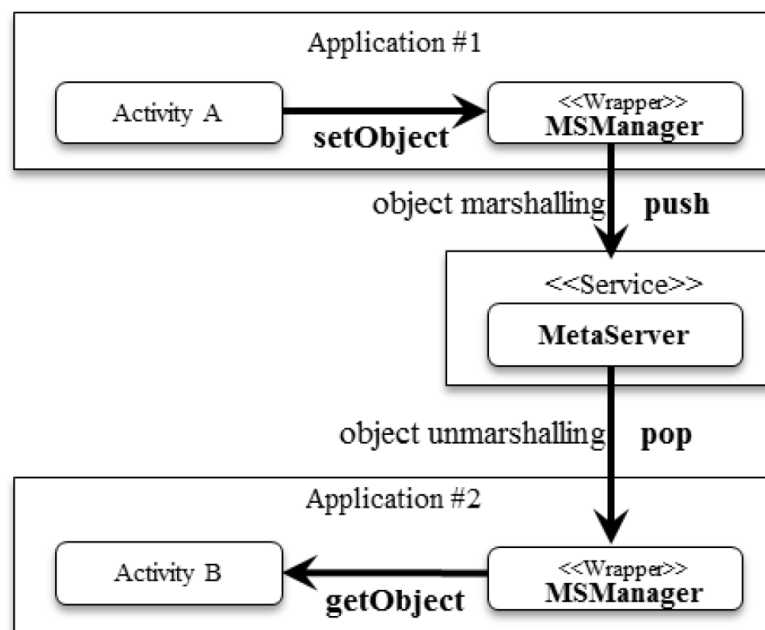 Application #1
Activity A
<<Wrapper>>
MSManager
setObject
object marshalling push
<<Service>>
MetaServer
object unmarshalling pop
Application #2
Activity B
<<Wrapper>>
MSManager
getObject